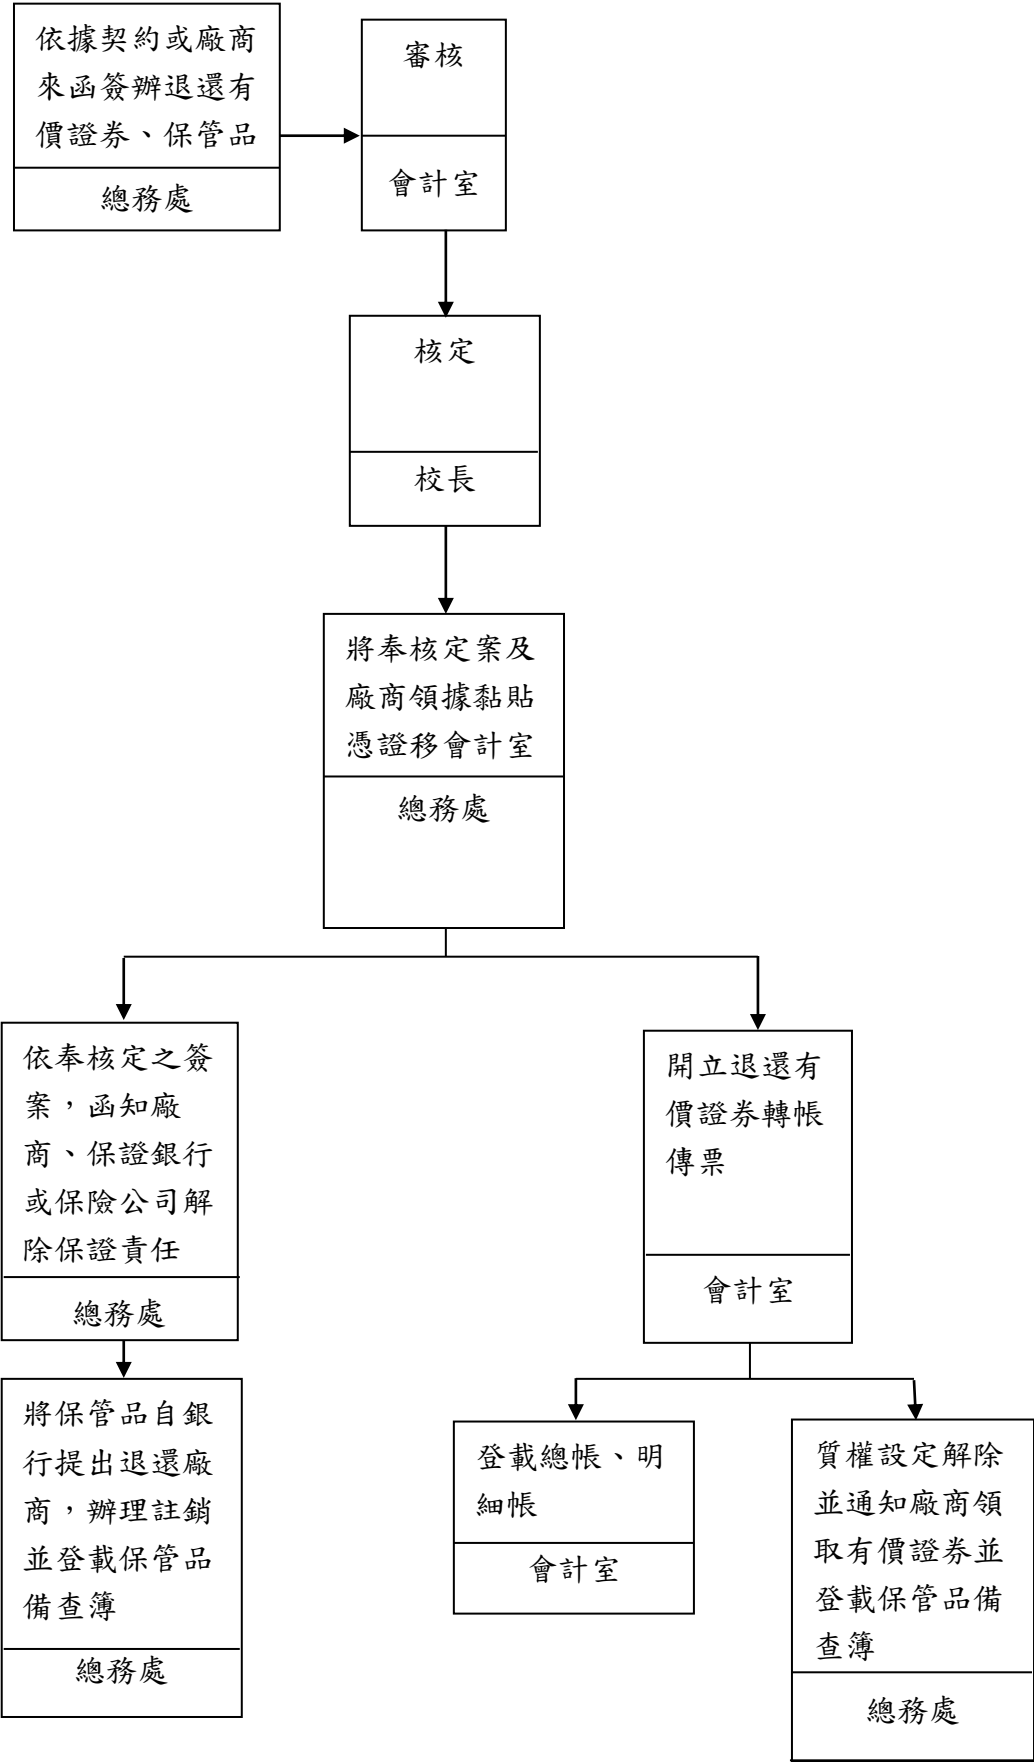 依據契約或廠商
來函簽辦退還有
價證券、保管品
總務處
審核
會計室
核定
校長
將奉核定案及
廠商領據黏貼
憑證移會計室
總務處
依奉核定之簽
案，函知廠
商、保證銀行
或保險公司解
除保證責任
總務處
將保管品自銀
行提出退還廠
商，辦理註銷
並登載保管品
備查簿
總務處
開立退還有
價證券轉帳
傳票
會計室
登載總帳、明
細帳
會計室
質權設定解除
並通知廠商領
取有價證券並
登載保管品備
查簿
總務處